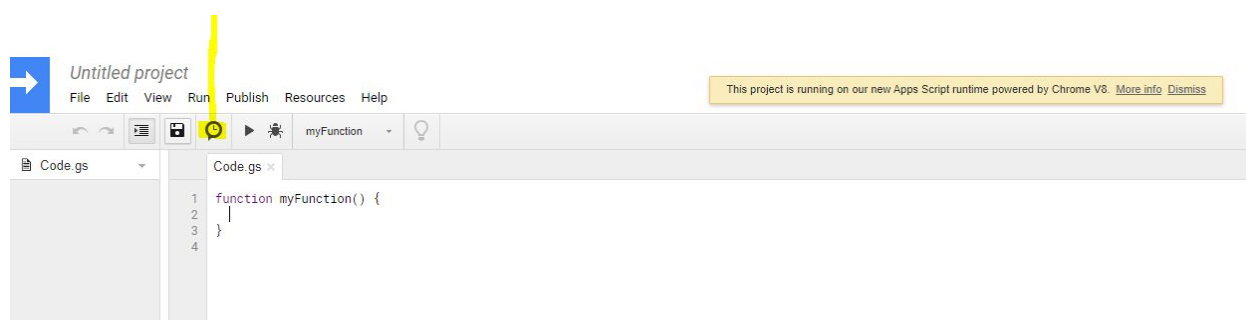 Untitled project
File Edit View Run Publish Resources Help
This project is running on our new Apps Script runtime powered by Chrome V8. More info Dismiss
myFunction
Code.gs
Code.gs
1 function myFunction() {
2
3 }
4